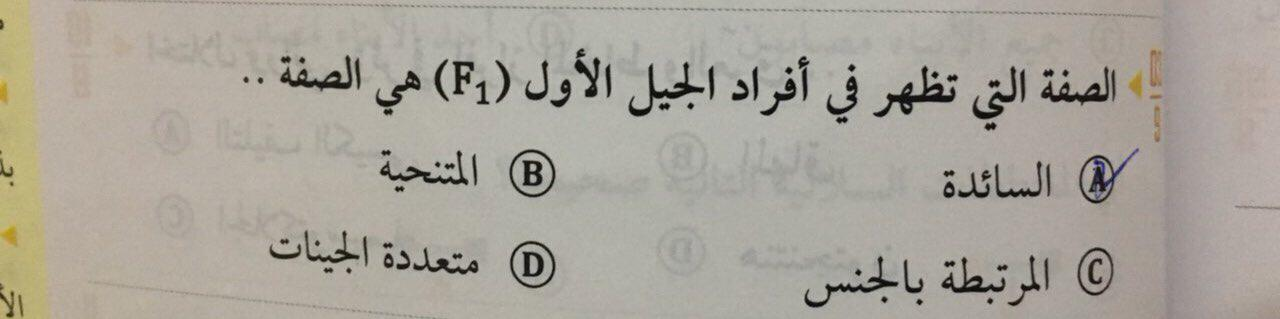 الصفة التي تظهر في أفراد الجيل الأول (F₁) هي الصفة ..
Ⓐ السائدة Ⓑ المتنحية
Ⓒ المرتبطة بالجنس Ⓓ متعددة الجينات